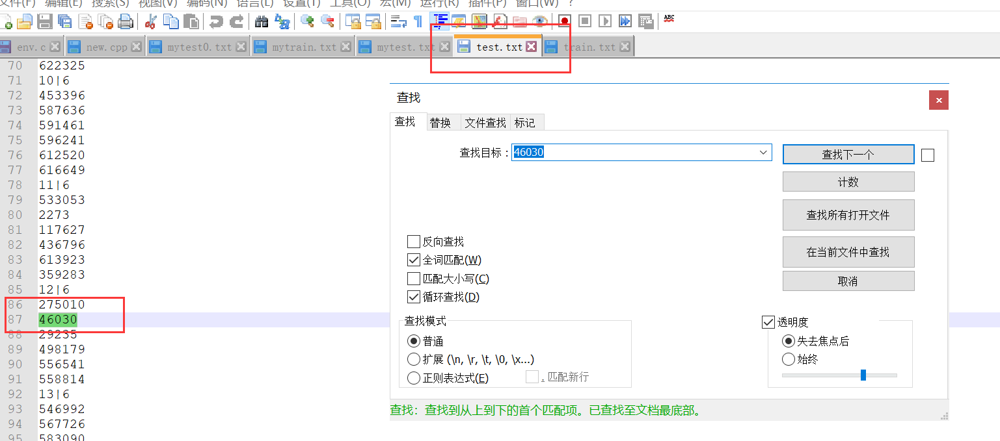 文件(F) 编辑(E) 搜索(S) 视图(V) 编码(N) 语言(L) 设置(T) 工具(O) 宏(M) 运行(R) 插件(P) 窗口(W) ?
ABC
env.c new.cpp mytest0.txt mytrain.txt mytest.txt test.txt train.txt
70 622325
71 10|6
72 453396
73 587636
74 591461
75 596241
76 612520
77 616649
78 11|6
79 533053
80 2273
81 117627
82 436796
83 613923
84 359283
85 12|6
86 275010
87 46030
88 29235
89 498179
90 556541
91 558814
92 13|6
93 546992
94 567726
95 583090
查找
查找 替换 文件查找 标记
查找目标： 46030
查找下一个
计数
查找所有打开文件
在当前文件中查找
取消
反向查找
全词匹配(W)
匹配大小写(C)
循环查找(D)
查找模式
普通
扩展 (\n, \r, \t, \0, \x...)
正则表达式(E) . 匹配新行
透明度
失去焦点后
始终
查找：查找到从上到下的首个匹配项。已查找至文档最底部。